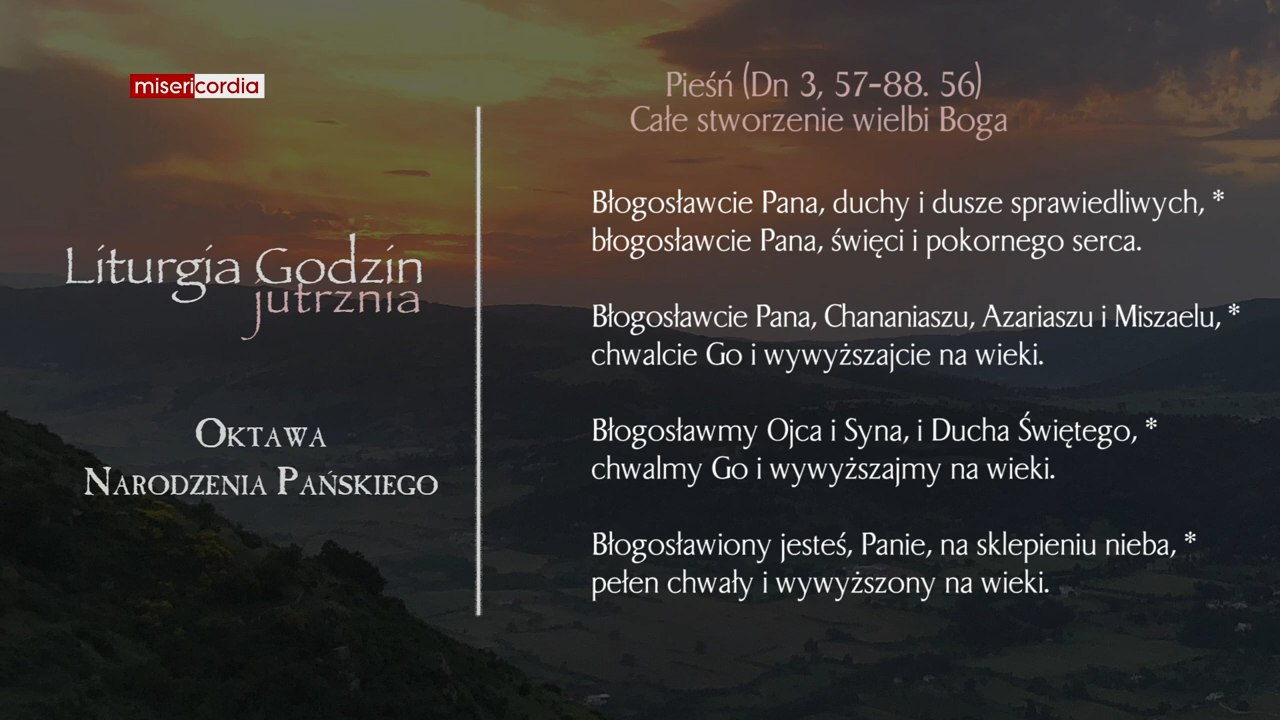 misericordia
Liturgia Godzin
jutrznia
Oktawa
Narodzenia Pańskiego
Pieśń (Dn 3, 57-88. 56)
Całe stworzenie wielbi Boga
Błogosławcie Pana, duchy i dusze sprawiedliwych, *
błogosławcie Pana, święci i pokornego serca.
Błogosławcie Pana, Chananiaszu, Azariaszu i Miszaelu, *
chwalcie Go i wywyższajcie na wieki.
Błogosławmy Ojca i Syna, i Ducha Świętego, *
chwalmy Go i wywyższajmy na wieki.
Błogosławiony jesteś, Panie, na sklepieniu nieba, *
pełen chwały i wywyższony na wieki.